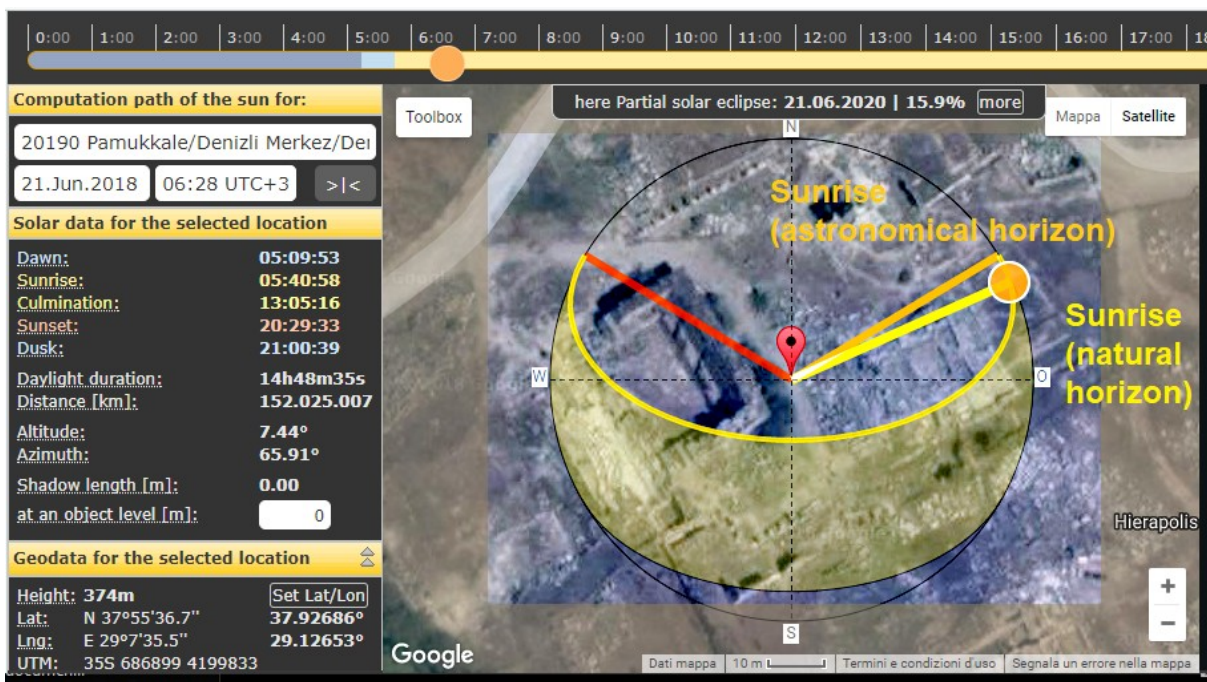 0:00 1:00 2:00 3:00 4:00 5:00 6:00 7:00 8:00 9:00 10:00 11:00 12:00 13:00 14:00 15:00 16:00 17:00 18
Computation path of the sun for:
20190 Pamukkale/Denizli Merkez/Der
21.Jun.2018 06:28 UTC+3 >|<
Solar data for the selected location
Dawn: 05:09:53
Sunrise: 05:40:58
Culmination: 13:05:16
Sunset: 20:29:33
Dusk: 21:00:39
Daylight duration: 14h48m35s
Distance [km]: 152.025.007
Altitude: 7.44°
Azimuth: 65.91°
Shadow length [m]: 0.00
at an object level [m]: 0
Geodata for the selected location
Height: 374m Set Lat/Lon
Lat: N 37°55'36.7'' 37.92686°
Lng: E 29°7'35.5'' 29.12653°
UTM: 35S 686899 4199833
Toolbox
here Partial solar eclipse: 21.06.2020 | 15.9% more
Mappa Satellite
N
Sunrise
(astronomical horizon)
Sunrise
(natural
horizon)
W
O
S
Hierapolis
+
−
Google
Dati mappa 10 m Termini e condizioni d'uso Segnala un errore nella mappa